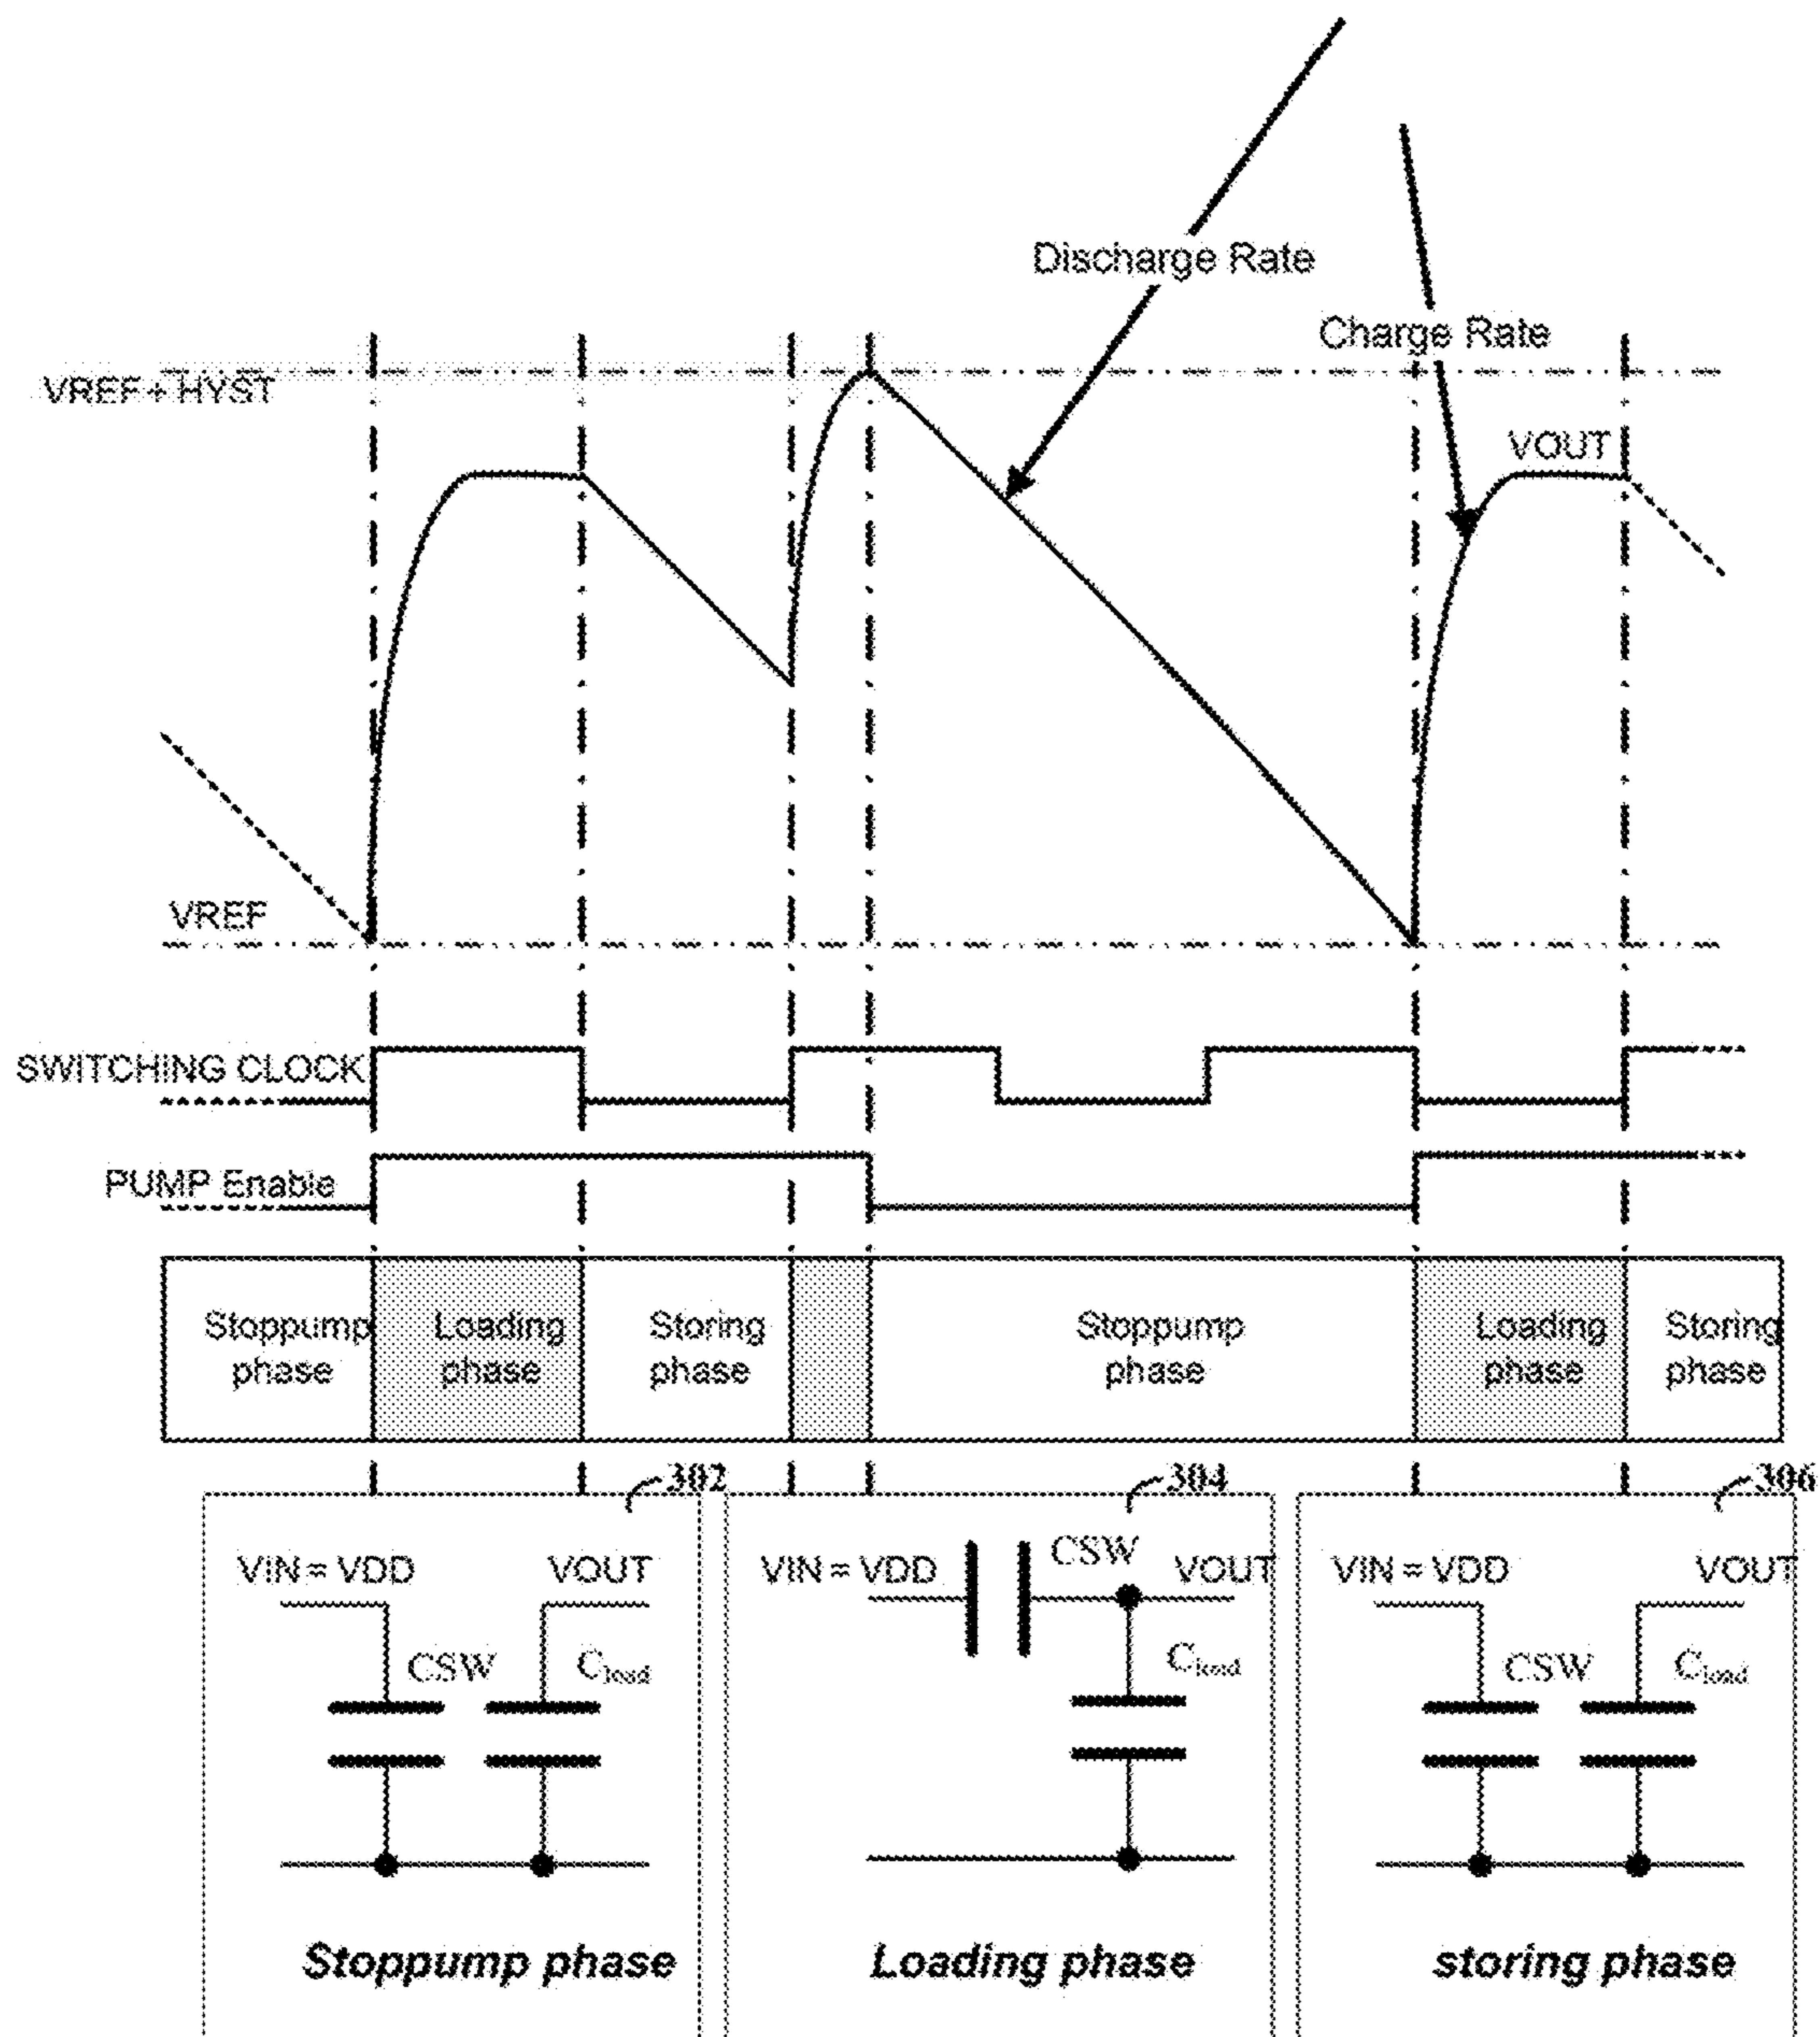 Discharge Rate
Charge Rate
VREF + HYST
VOUT
VREF
SWITCHING CLOCK
PUMP Enable
Stoppump
phase
Loading
phase
Storing
phase
Stoppump
phase
Loading
phase
Storing
phase
302
VIN = VDD
VOUT
CSW
Cload
Stoppump phase
304
VIN = VDD
CSW
VOUT
Cload
Loading phase
306
VIN = VDD
VOUT
CSW
Cload
storing phase